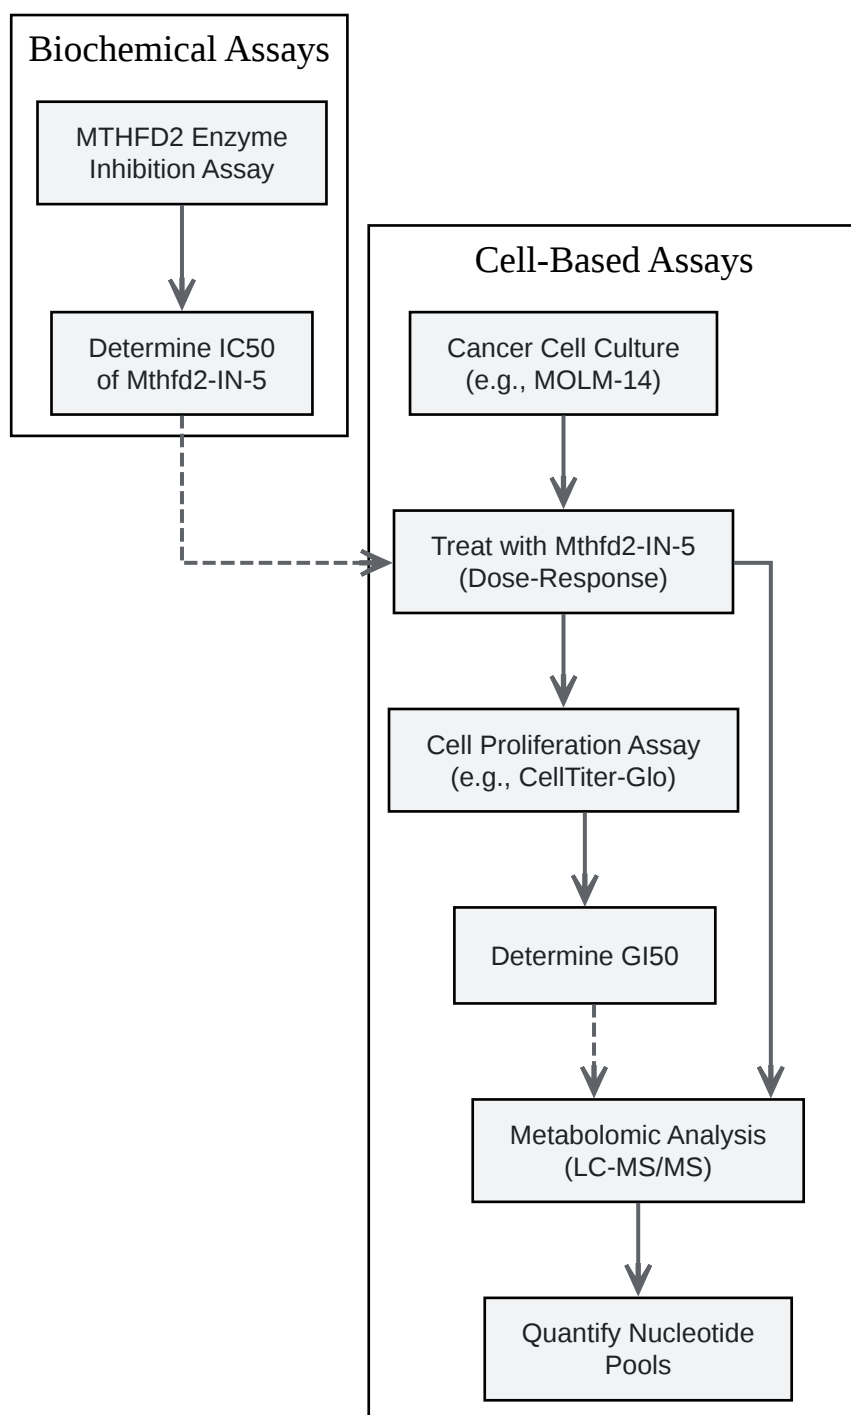 Biochemical Assays
MTHFD2 Enzyme
Inhibition Assay
Determine IC50
of Mthfd2-IN-5
Cell-Based Assays
Cancer Cell Culture
(e.g., MOLM-14)
Treat with Mthfd2-IN-5
(Dose-Response)
Cell Proliferation Assay
(e.g., CellTiter-Glo)
Determine GI50
Metabolomic Analysis
(LC-MS/MS)
Quantify Nucleotide
Pools